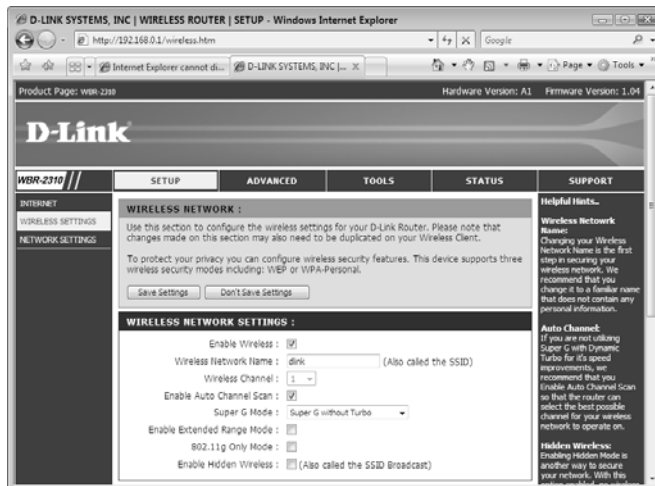 D-LINK SYSTEMS, INC | WIRELESS ROUTER | SETUP - Windows Internet Explorer
http://192.168.0.1/wireless.htm
Google
Internet Explorer cannot di...
D-LINK SYSTEMS, INC |... X
Page
Tools
Product Page: WBR-2310
Hardware Version: A1
Firmware Version: 1.04
D-Link
WBR-2310
SETUP
ADVANCED
TOOLS
STATUS
SUPPORT
INTERNET
WIRELESS SETTINGS
NETWORK SETTINGS
WIRELESS NETWORK :
Use this section to configure the wireless settings for your D-Link Router. Please note that
changes made on this section may also need to be duplicated on your Wireless Client.
To protect your privacy you can configure wireless security features. This device supports three
wireless security modes including: WEP or WPA-Personal.
Save Settings
Don't Save Settings
WIRELESS NETWORK SETTINGS :
Enable Wireless :
Wireless Network Name : dlink (Also called the SSID)
Wireless Channel : 1
Enable Auto Channel Scan :
Super G Mode : Super G without Turbo
Enable Extended Range Mode :
802.11g Only Mode :
Enable Hidden Wireless : (Also called the SSID Broadcast)
Helpful Hints..
Wireless Netowrk
Name:
Changing your Wireless
Network Name is the first
step in securing your
wireless network. We
recommend that you
change it to a familiar name
that does not contain any
personal information.
Auto Channel:
If you are not utilizing
Super G with Dynamic
Turbo for it's speed
improvements, we
recommend that you
Enable Auto Channel Scan
so that the router can
select the best possible
channel for your wireless
network to operate on.
Hidden Wireless:
Enabling Hidden Mode is
another way to secure
your network. With this